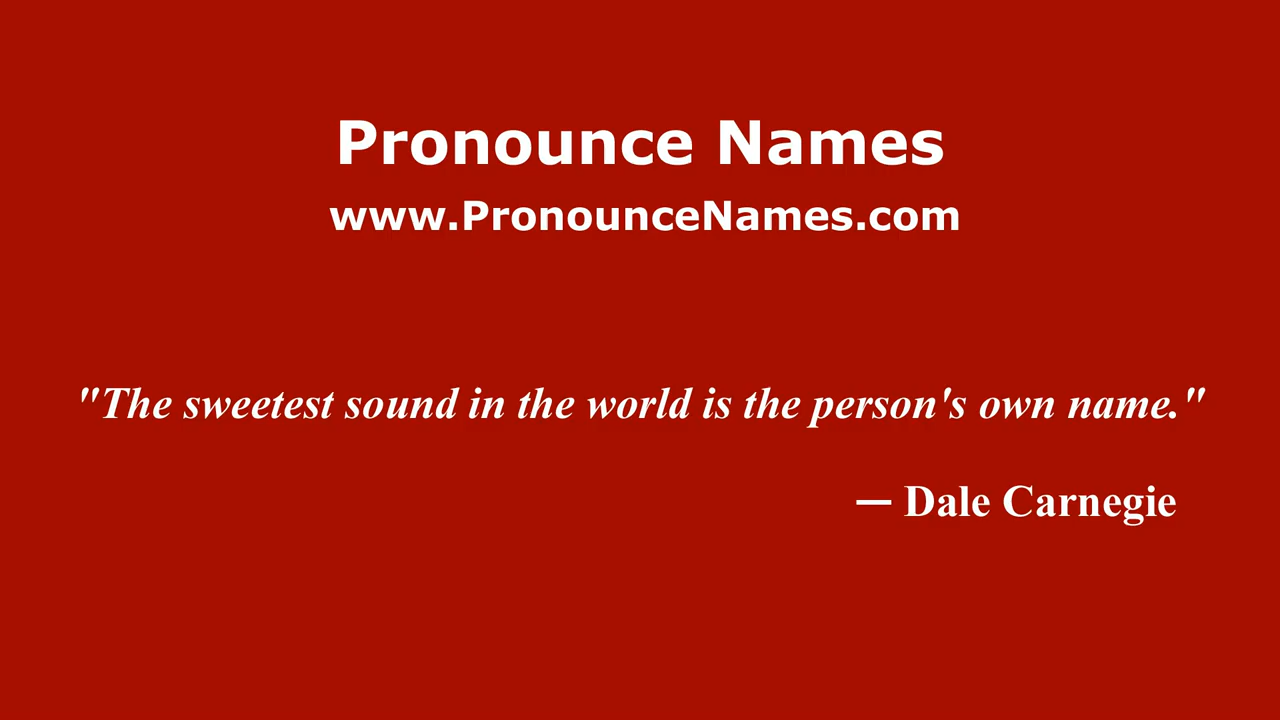 Pronounce Names
www.PronounceNames.com
"The sweetest sound in the world is the person's own name."
— Dale Carnegie